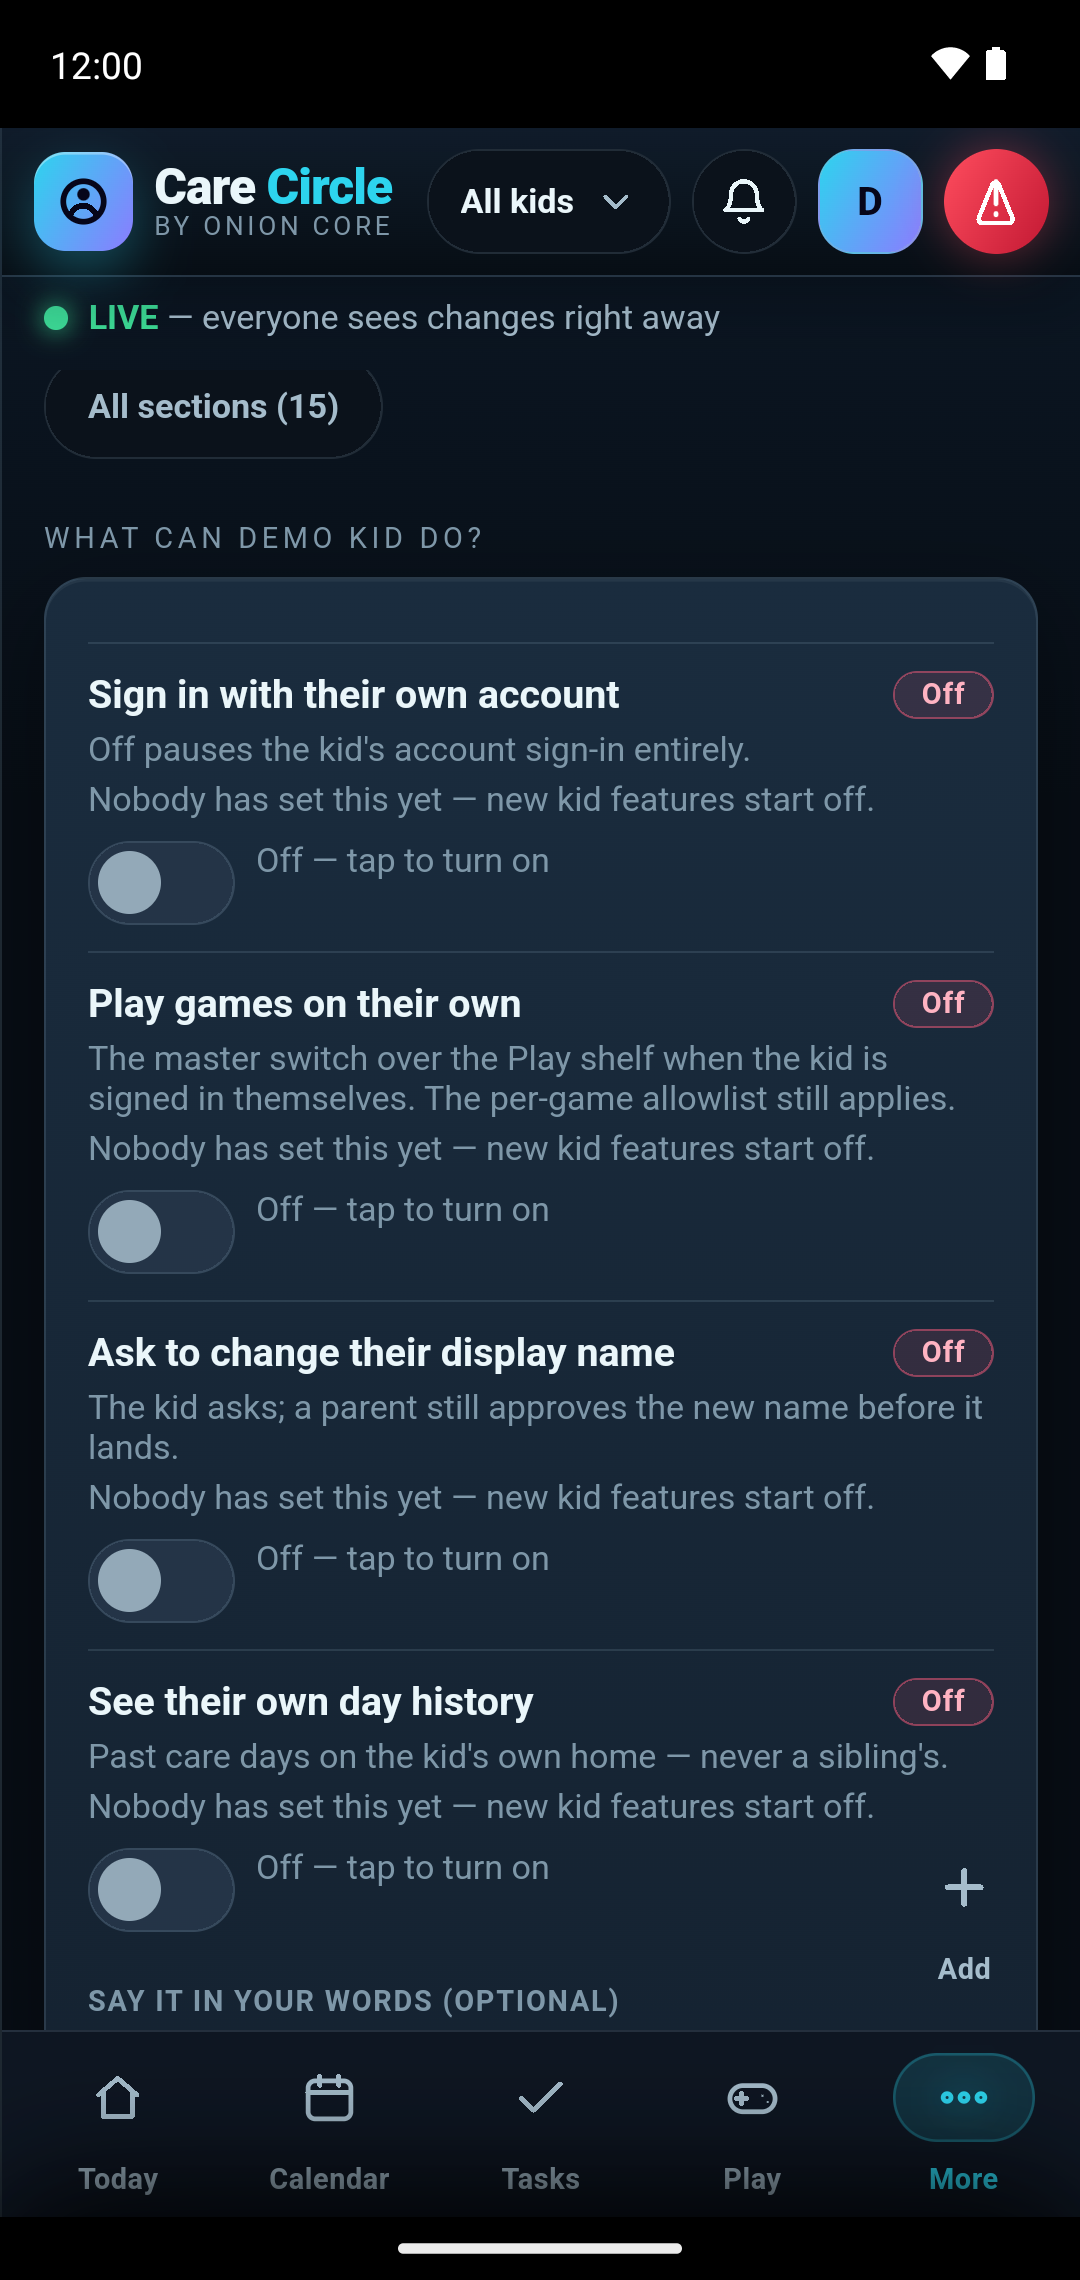 12:00
Care Circle
BY ONION CORE
All kids
D
LIVE — everyone sees changes right away
All sections (15)
WHAT CAN DEMO KID DO?
Sign in with their own account
Off
Off pauses the kid's account sign-in entirely.
Nobody has set this yet — new kid features start off.
Off — tap to turn on
Play games on their own
Off
The master switch over the Play shelf when the kid is
signed in themselves. The per-game allowlist still applies.
Nobody has set this yet — new kid features start off.
Off — tap to turn on
Ask to change their display name
Off
The kid asks; a parent still approves the new name before it
lands.
Nobody has set this yet — new kid features start off.
Off — tap to turn on
See their own day history
Off
Past care days on the kid's own home — never a sibling's.
Nobody has set this yet — new kid features start off.
Off — tap to turn on
Add
SAY IT IN YOUR WORDS (OPTIONAL)
Today
Calendar
Tasks
Play
More